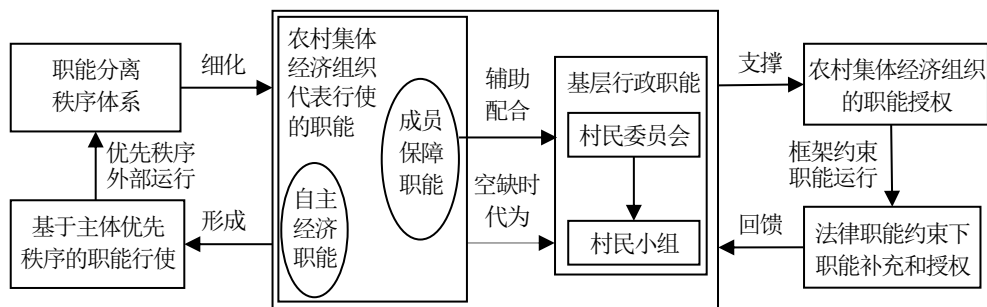 职能分离
秩序体系
细化
优先秩序
外部运行
基于主体优先
秩序的职能行使
形成
农村集体
经济组织
代表行使
的职能
成员
保障
职能
自主
经济
职能
辅助
配合
空缺时
代为
基层行政职能
村民委员会
村民小组
支撑
农村集体经济组织
的职能授权
框架约束
职能运行
回馈
法律职能约束下
职能补充和授权